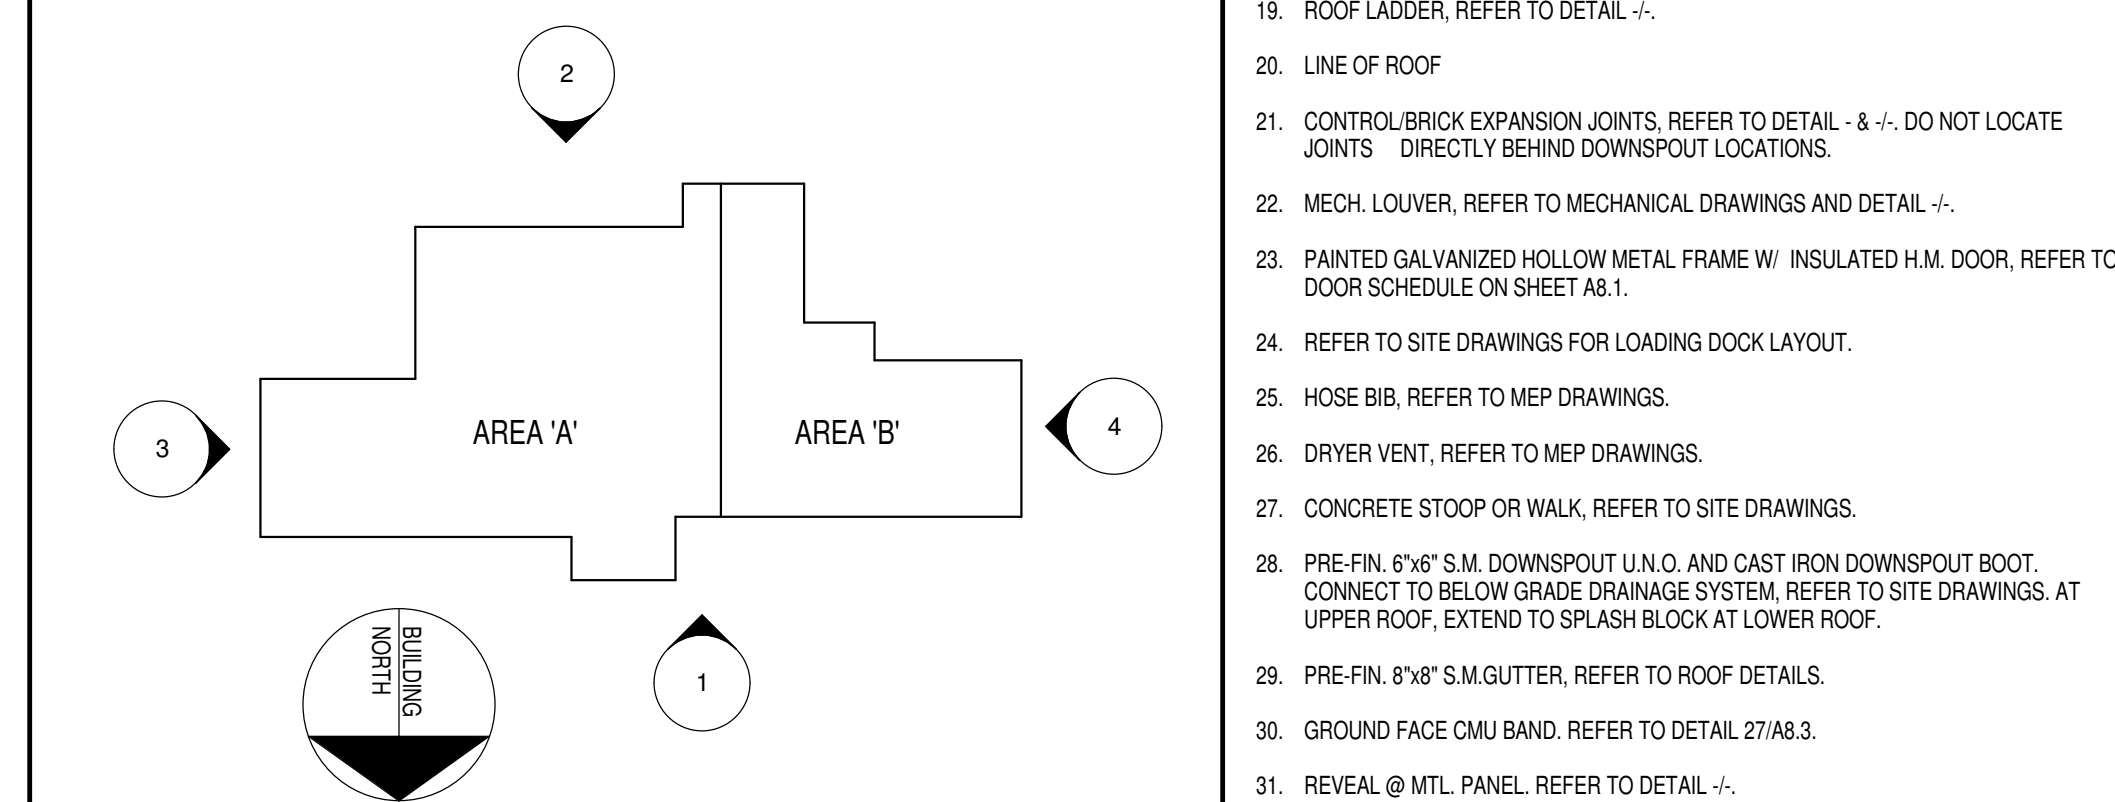 2
AREA 'A'
AREA 'B'
3
4
1
BUILDING
NORTH
19. ROOF LADDER, REFER TO DETAIL -/-.
20. LINE OF ROOF
21. CONTROL/BRICK EXPANSION JOINTS, REFER TO DETAIL - & -/-. DO NOT LOCATE
JOINTS DIRECTLY BEHIND DOWNSPOUT LOCATIONS.
22. MECH. LOUVER, REFER TO MECHANICAL DRAWINGS AND DETAIL -/-.
23. PAINTED GALVANIZED HOLLOW METAL FRAME W/ INSULATED H.M. DOOR, REFER TO
DOOR SCHEDULE ON SHEET A8.1.
24. REFER TO SITE DRAWINGS FOR LOADING DOCK LAYOUT.
25. HOSE BIB, REFER TO MEP DRAWINGS.
26. DRYER VENT, REFER TO MEP DRAWINGS.
27. CONCRETE STOOP OR WALK, REFER TO SITE DRAWINGS.
28. PRE-FIN. 6"x6" S.M. DOWNSPOUT U.N.O. AND CAST IRON DOWNSPOUT BOOT.
CONNECT TO BELOW GRADE DRAINAGE SYSTEM, REFER TO SITE DRAWINGS. AT
UPPER ROOF, EXTEND TO SPLASH BLOCK AT LOWER ROOF.
29. PRE-FIN. 8"x8" S.M.GUTTER, REFER TO ROOF DETAILS.
30. GROUND FACE CMU BAND. REFER TO DETAIL 27/A8.3.
31. REVEAL @ MTL. PANEL. REFER TO DETAIL -/-.